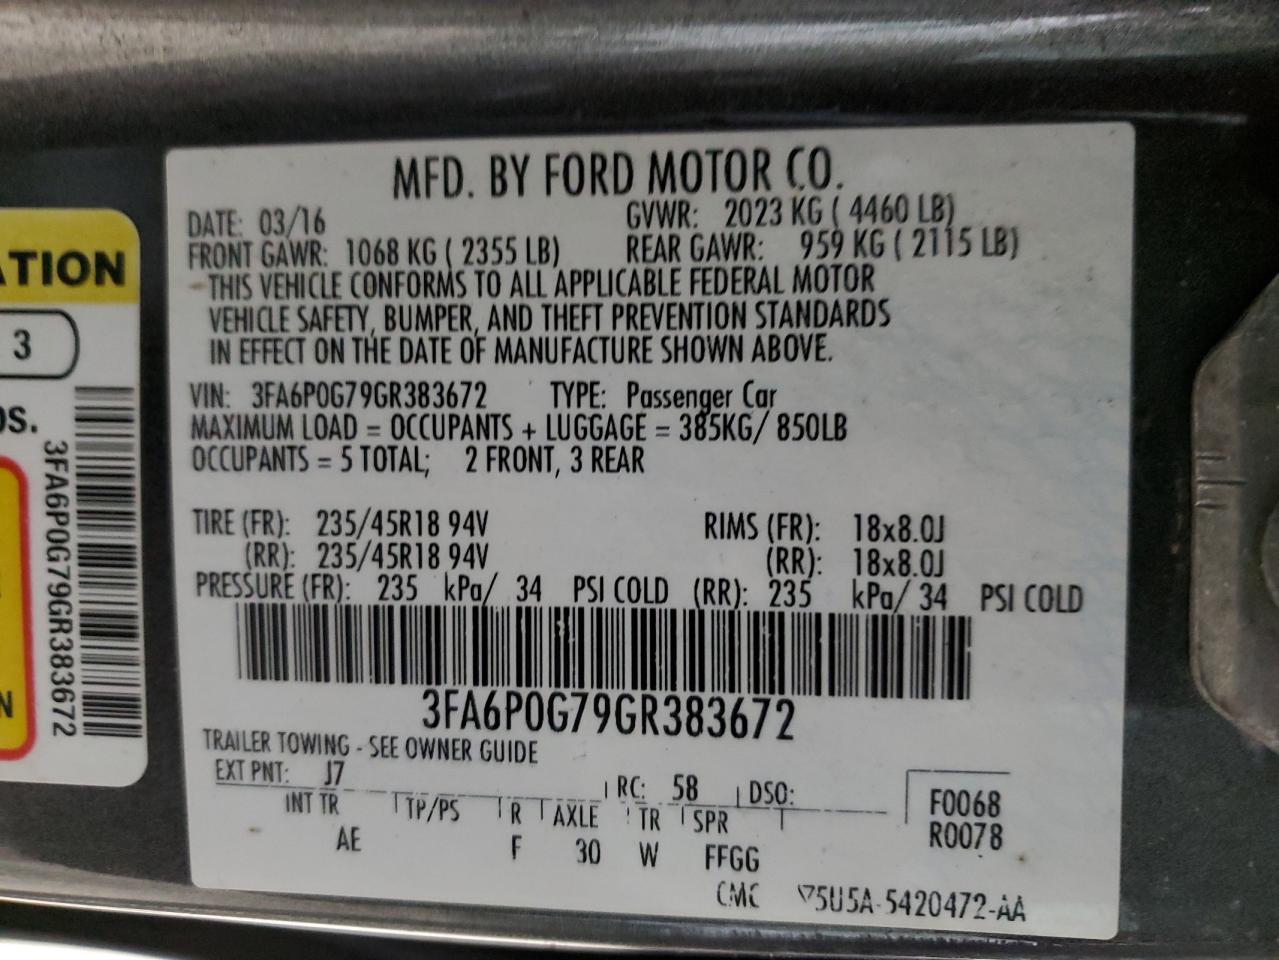 MFD. BY FORD MOTOR CO.
DATE: 03/16 GVWR: 2023 KG ( 4460 LB)
FRONT GAWR: 1068 KG ( 2355 LB) REAR GAWR: 959 KG ( 2115 LB)
THIS VEHICLE CONFORMS TO ALL APPLICABLE FEDERAL MOTOR
VEHICLE SAFETY, BUMPER, AND THEFT PREVENTION STANDARDS
IN EFFECT ON THE DATE OF MANUFACTURE SHOWN ABOVE.
VIN: 3FA6P0G79GR383672 TYPE: Passenger Car
MAXIMUM LOAD = OCCUPANTS + LUGGAGE = 385KG/ 850LB
OCCUPANTS = 5 TOTAL; 2 FRONT, 3 REAR
TIRE (FR): 235/45R18 94V RIMS (FR): 18x8.0J
(RR): 235/45R18 94V (RR): 18x8.0J
PRESSURE (FR): 235 kPa/ 34 PSI COLD (RR): 235 kPa/ 34 PSI COLD
3FA6P0G79GR383672
TRAILER TOWING - SEE OWNER GUIDE
EXT PNT: J7 RC: 58 DSO:
INT TR TP/PS R AXLE TR SPR
AE F 30 W FFGG
F0068
R0078
CMC 5U5A-5420472-AA
ATION
3
OS.
3FA6P0G79GR383672
N